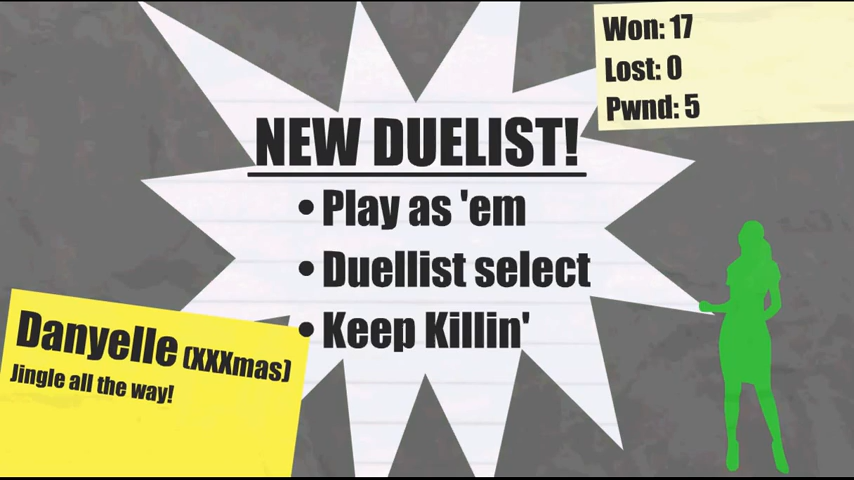 Won: 17
Lost: 0
Pwnd: 5
NEW DUELIST!
• Play as 'em
• Duellist select
• Keep Killin'
Danyelle (XXXmas)
Jingle all the way!